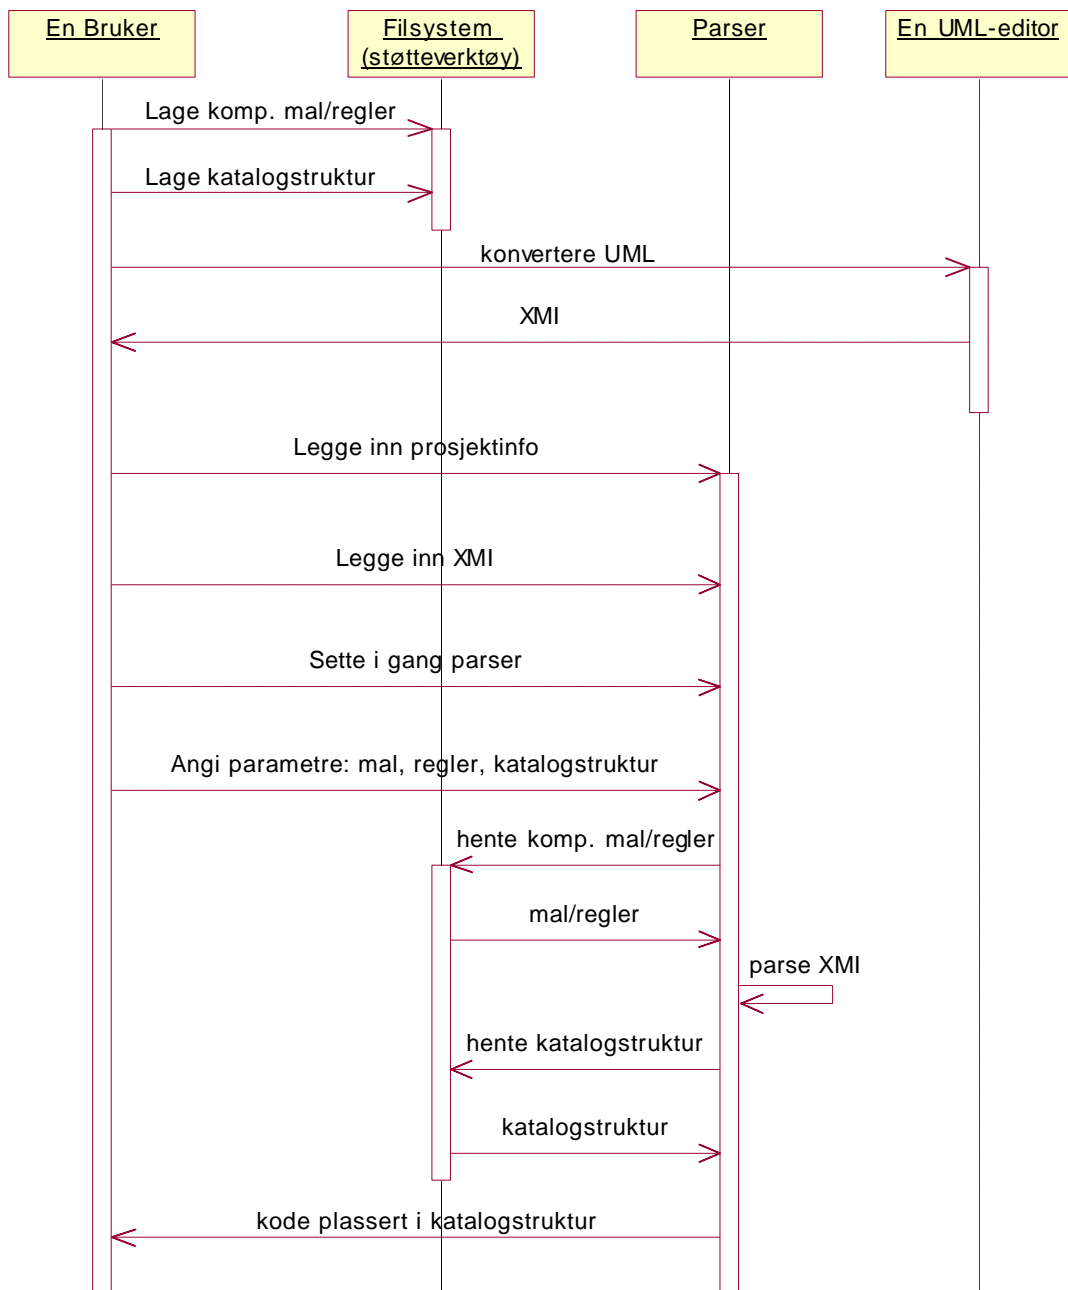 En Bruker
Filsystem
(støtteverktøy)
Parser
En UML-editor
Lage komp. mal/regler
Lage katalogstruktur
konvertere UML
XMI
Legge inn prosjektinfo
Legge inn XMI
Sette i gang parser
Angi parametre: mal, regler, katalogstruktur
hente komp. mal/regler
mal/regler
parse XMI
hente katalogstruktur
katalogstruktur
kode plassert i katalogstruktur